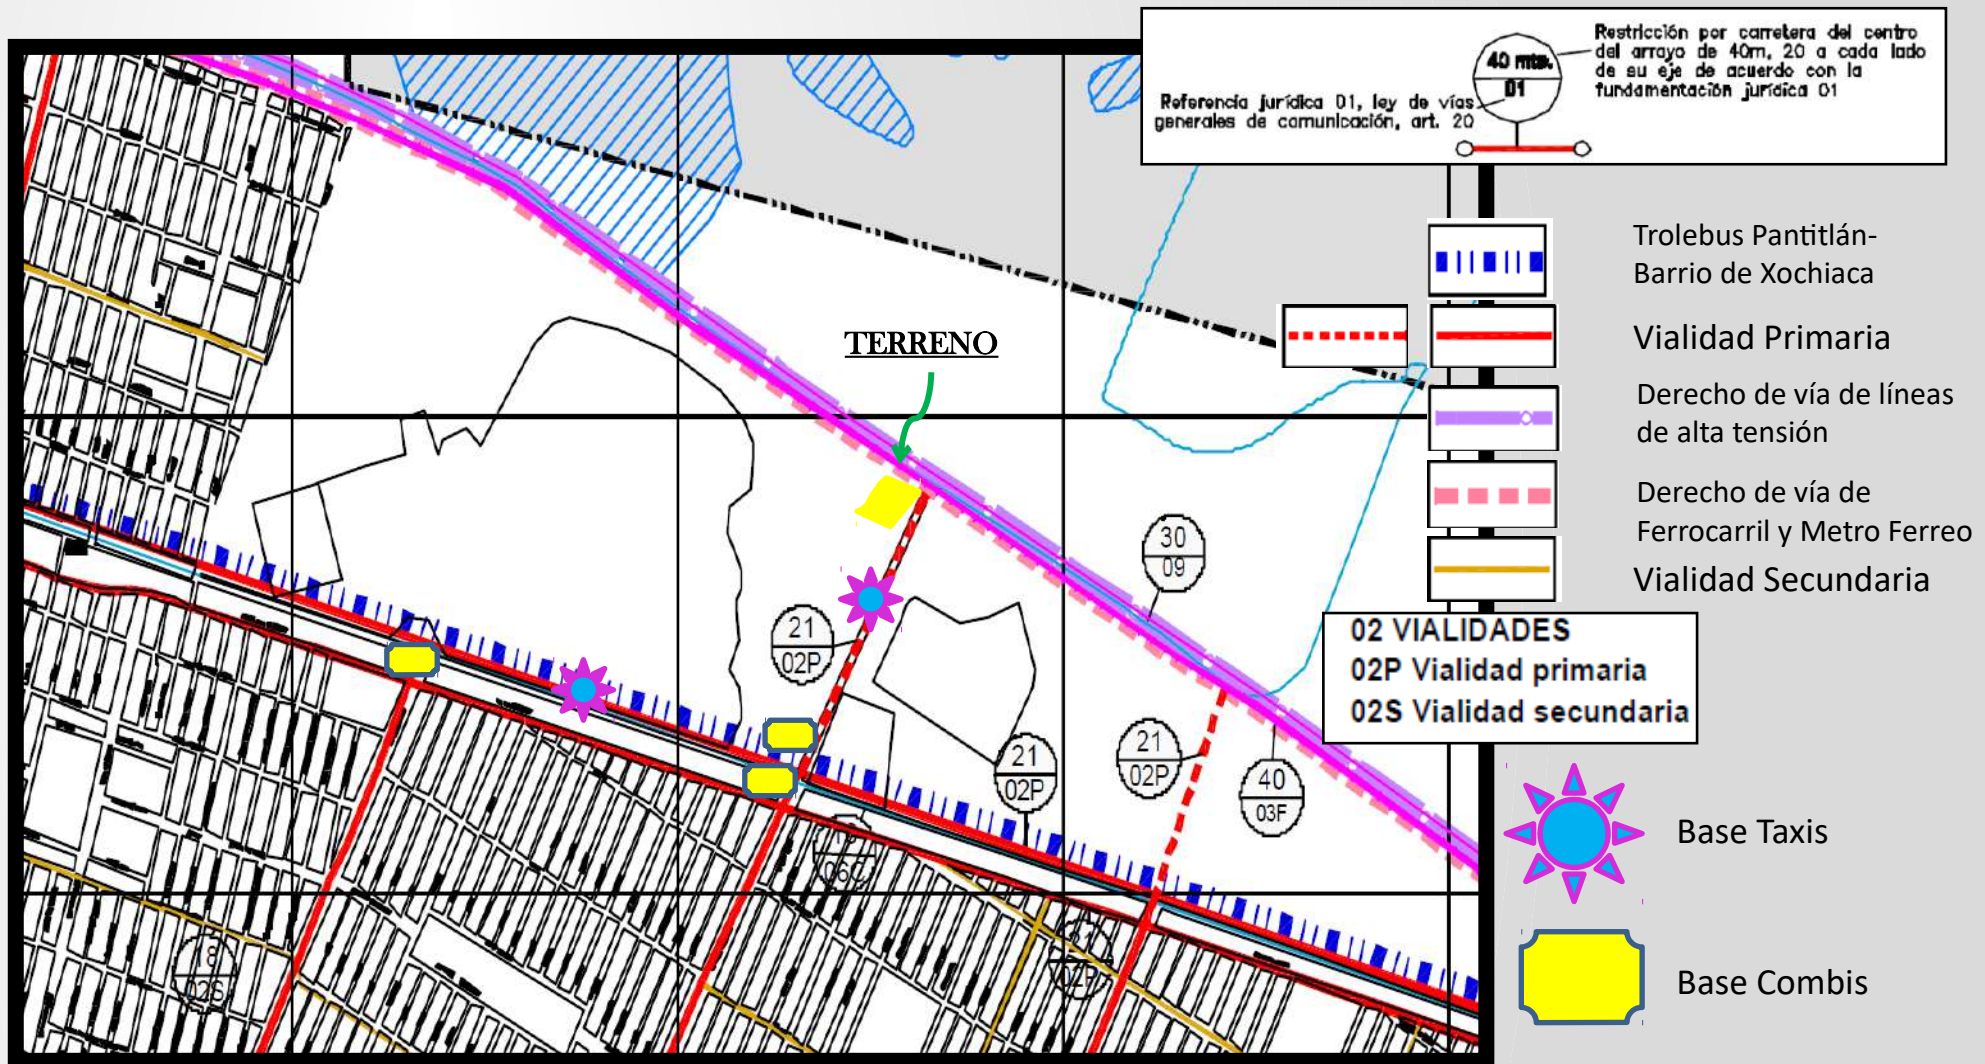 Restricción por carretera del centro
del arroyo de 40m, 20 a cada lado
de su eje de acuerdo con la
fundamentación jurídica 01
40 mts.
01
Referencia jurídica 01, ley de vías
generales de comunicación, art. 20
Trolebus Pantitlán-
Barrio de Xochiaca
Vialidad Primaria
Derecho de vía de líneas
de alta tensión
Derecho de vía de
Ferrocarril y Metro Ferreo
Vialidad Secundaria
02 VIALIDADES
02P Vialidad primaria
02S Vialidad secundaria
Base Taxis
Base Combis
TERRENO
30
09
21
02P
21
02P
21
02P
40
03F
06C
18
02S
21
02P